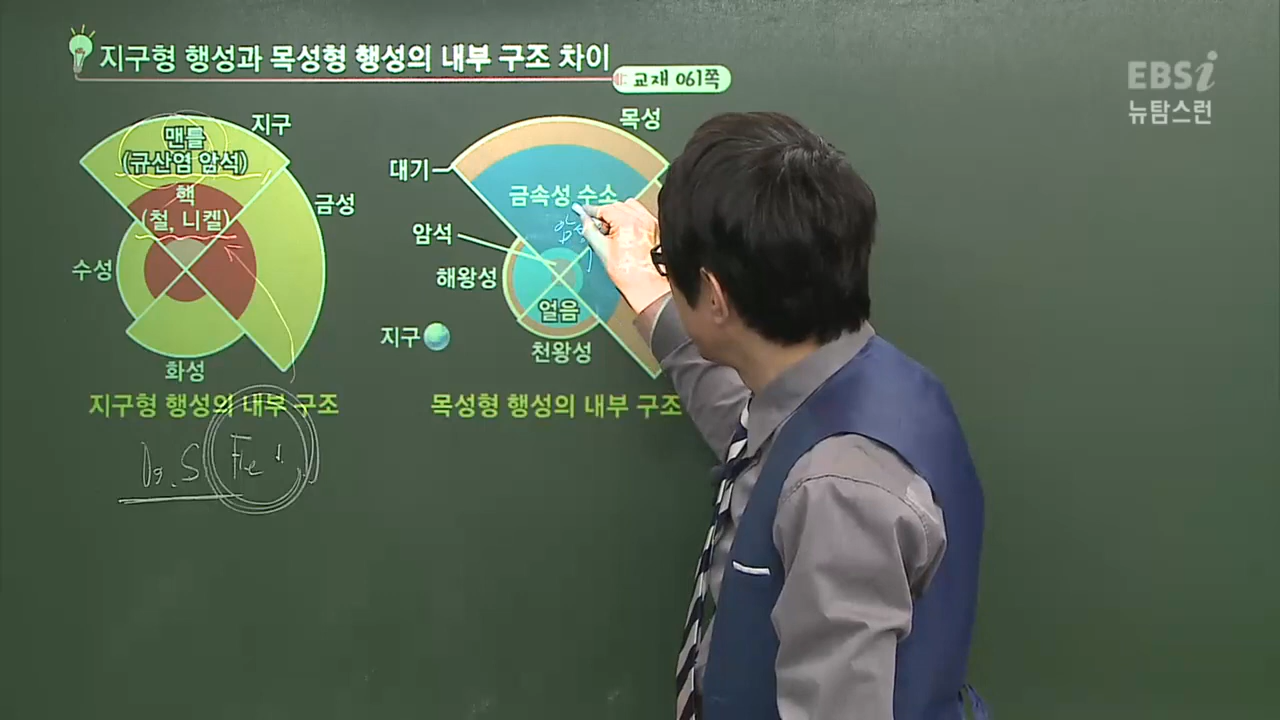 지구형 행성과 목성형 행성의 내부 구조 차이
교재 061쪽
EBSi
뉴탐스런
지구
맨틀
(규산염 암석)
핵
(철, 니켈)
금성
수성
화성
지구형 행성의 내부 구조
Fe
목성
대기
금속성 수소
암석
해왕성
얼음
천왕성
지구
목성형 행성의 내부 구조